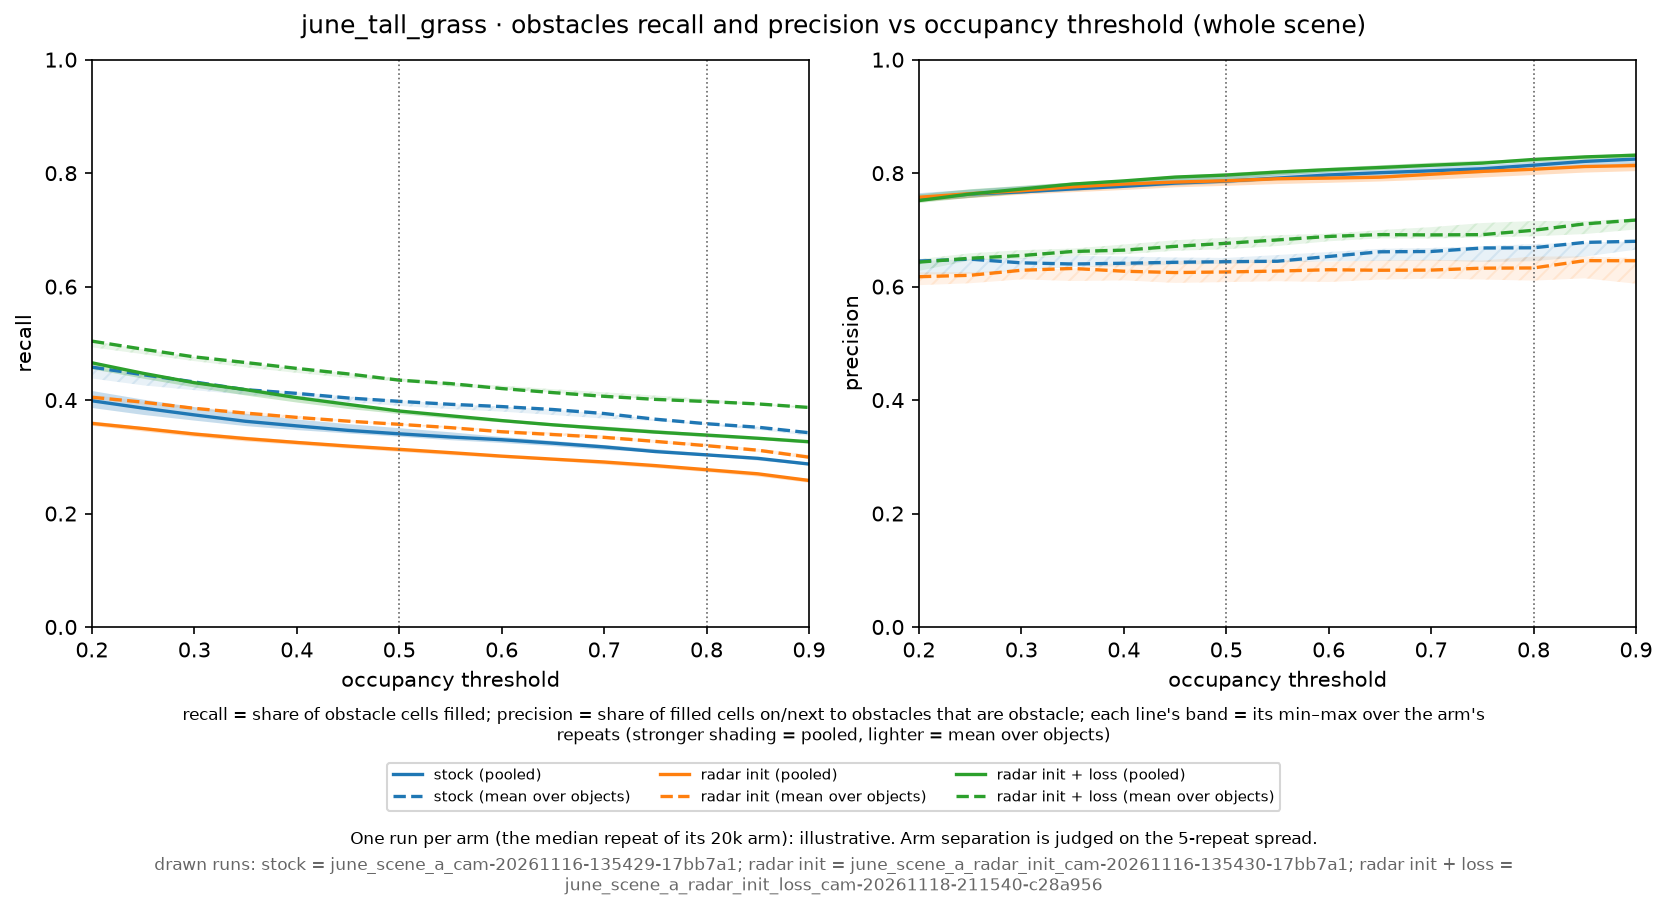 june_tall_grass · obstacles recall and precision vs occupancy threshold (whole scene)
recall
1.0
0.8
0.6
0.4
0.2
0.0
0.2 0.3 0.4 0.5 0.6 0.7 0.8 0.9
occupancy threshold
precision
1.0
0.8
0.6
0.4
0.2
0.0
0.2 0.3 0.4 0.5 0.6 0.7 0.8 0.9
occupancy threshold
recall = share of obstacle cells filled; precision = share of filled cells on/next to obstacles that are obstacle; each line's band = its min–max over the arm's
repeats (stronger shading = pooled, lighter = mean over objects)
stock (pooled) radar init (pooled) radar init + loss (pooled)
stock (mean over objects) radar init (mean over objects) radar init + loss (mean over objects)
One run per arm (the median repeat of its 20k arm): illustrative. Arm separation is judged on the 5-repeat spread.
drawn runs: stock = june_scene_a_cam-20261116-135429-17bb7a1; radar init = june_scene_a_radar_init_cam-20261116-135430-17bb7a1; radar init + loss =
june_scene_a_radar_init_loss_cam-20261118-211540-c28a956